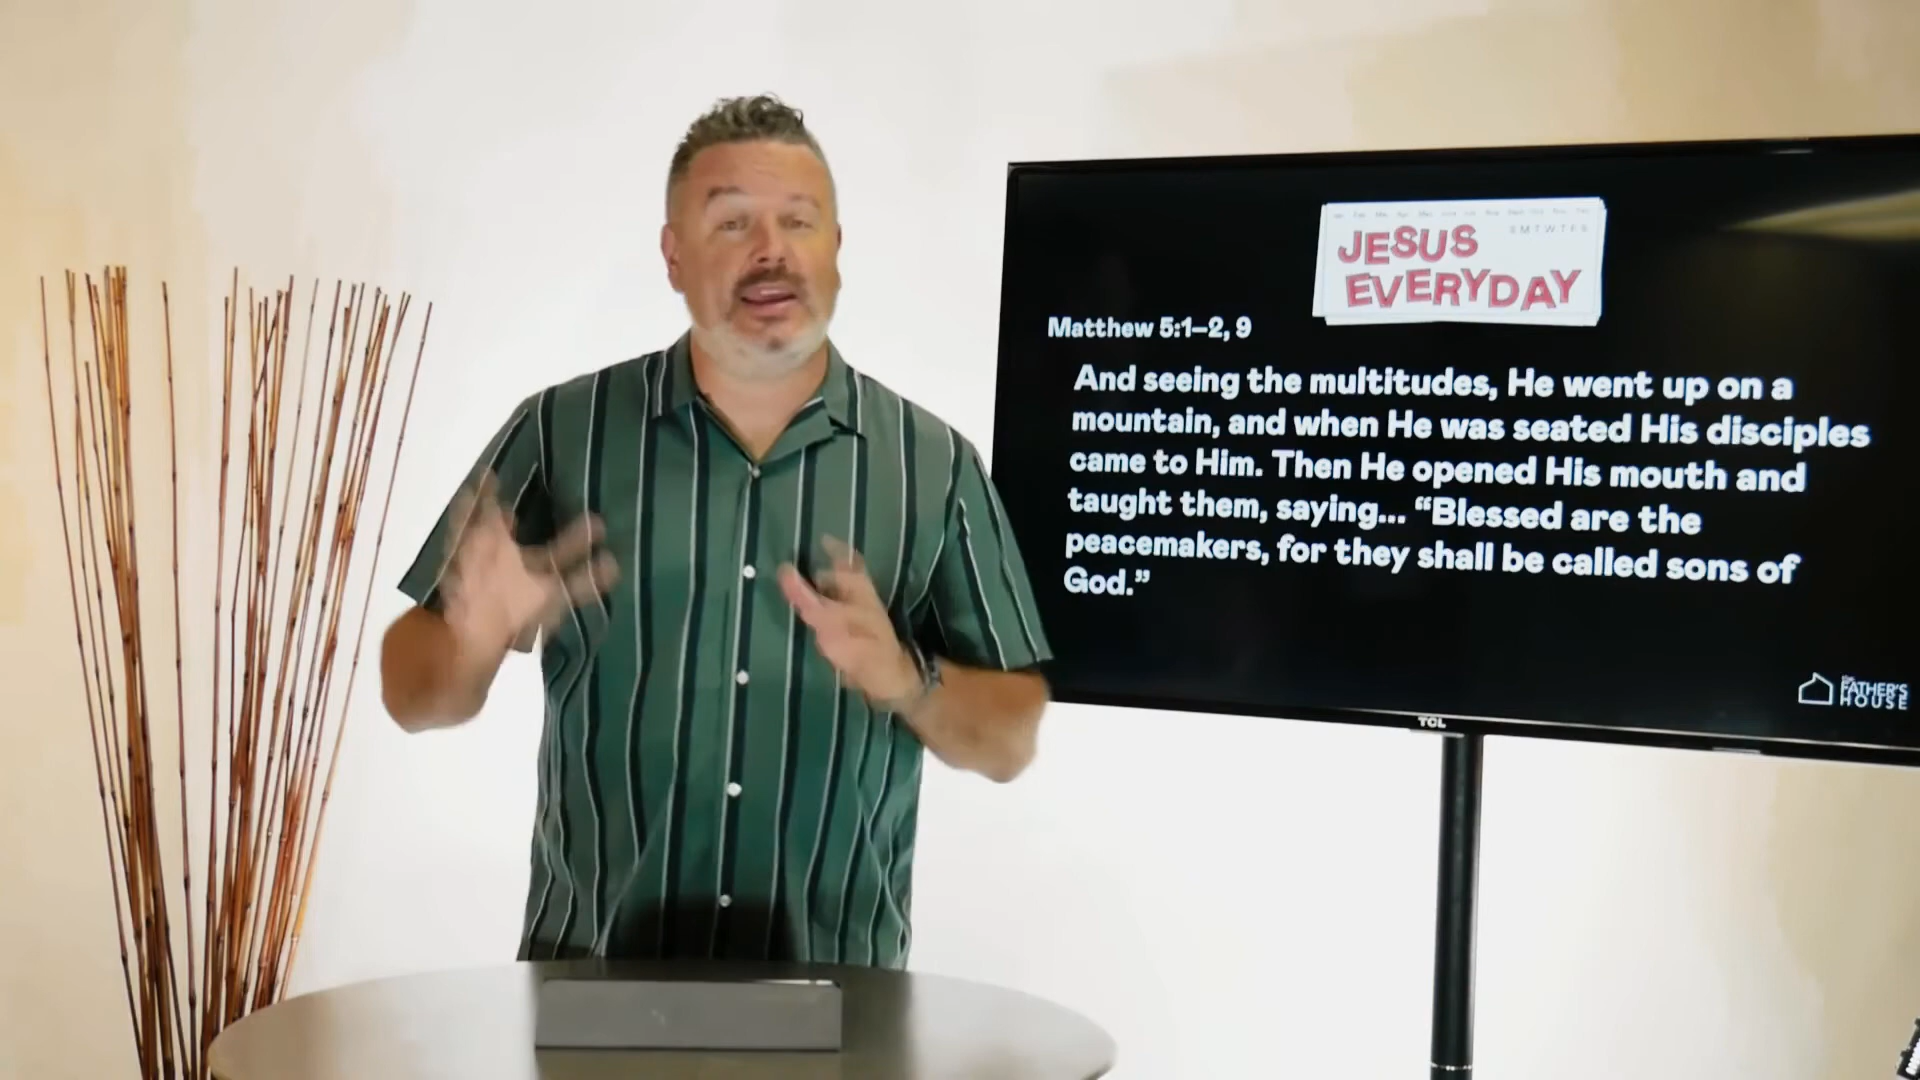 S M T W T F S
JESUS
EVERYDAY
Matthew 5:1–2, 9
And seeing the multitudes, He went up on a
mountain, and when He was seated His disciples
came to Him. Then He opened His mouth and
taught them, saying... “Blessed are the
peacemakers, for they shall be called sons of
God.”
THE
FATHER'S
HOUSE
TCL